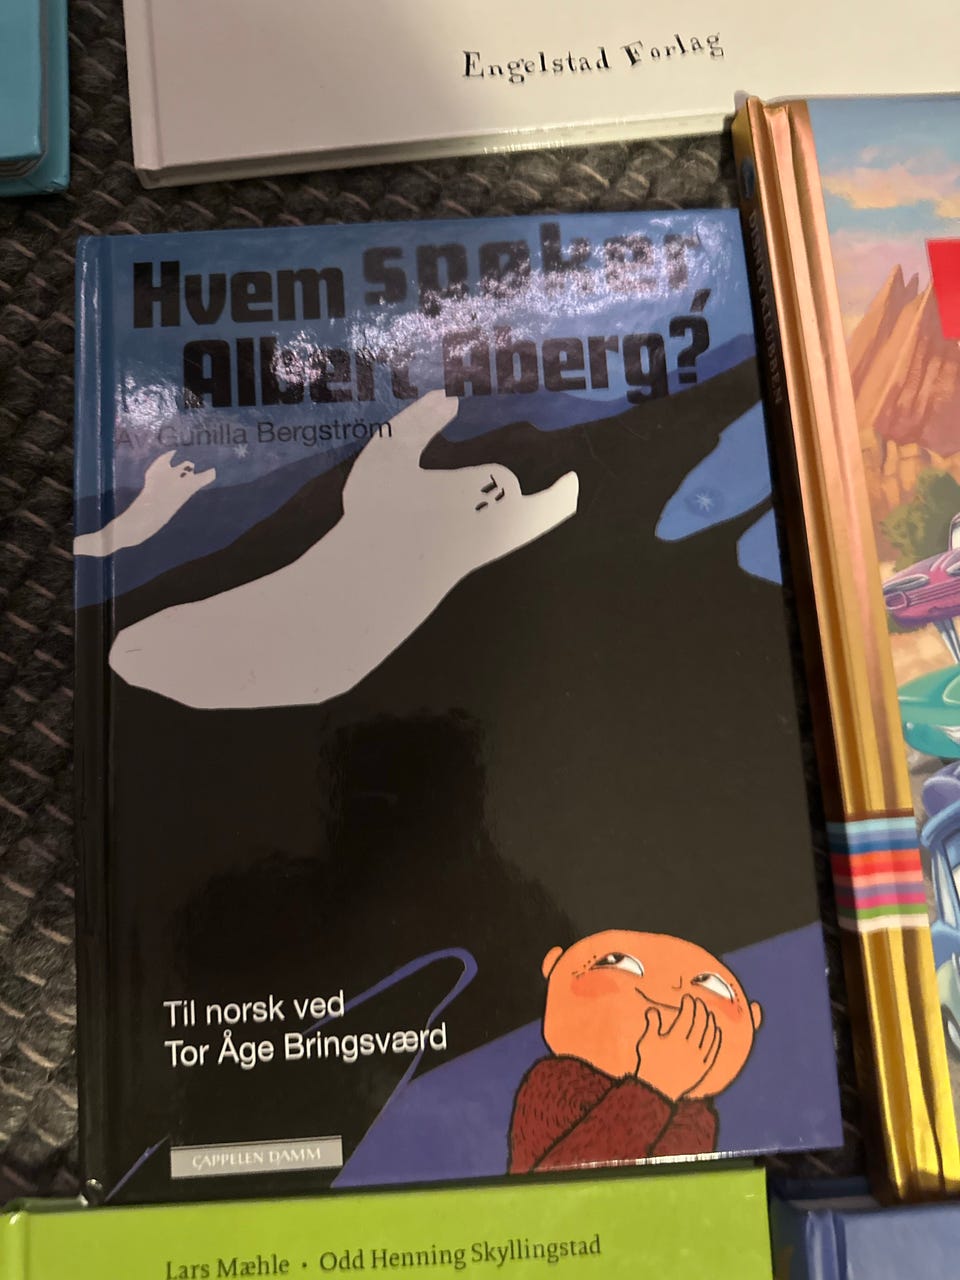 Engelstad Forlag
Hvem spøker,
Albert Åberg?
Av Gunilla Bergström
Til norsk ved
Tor Åge Bringsværd
CAPPELEN DAMM
Lars Mæhle • Odd Henning Skyllingstad